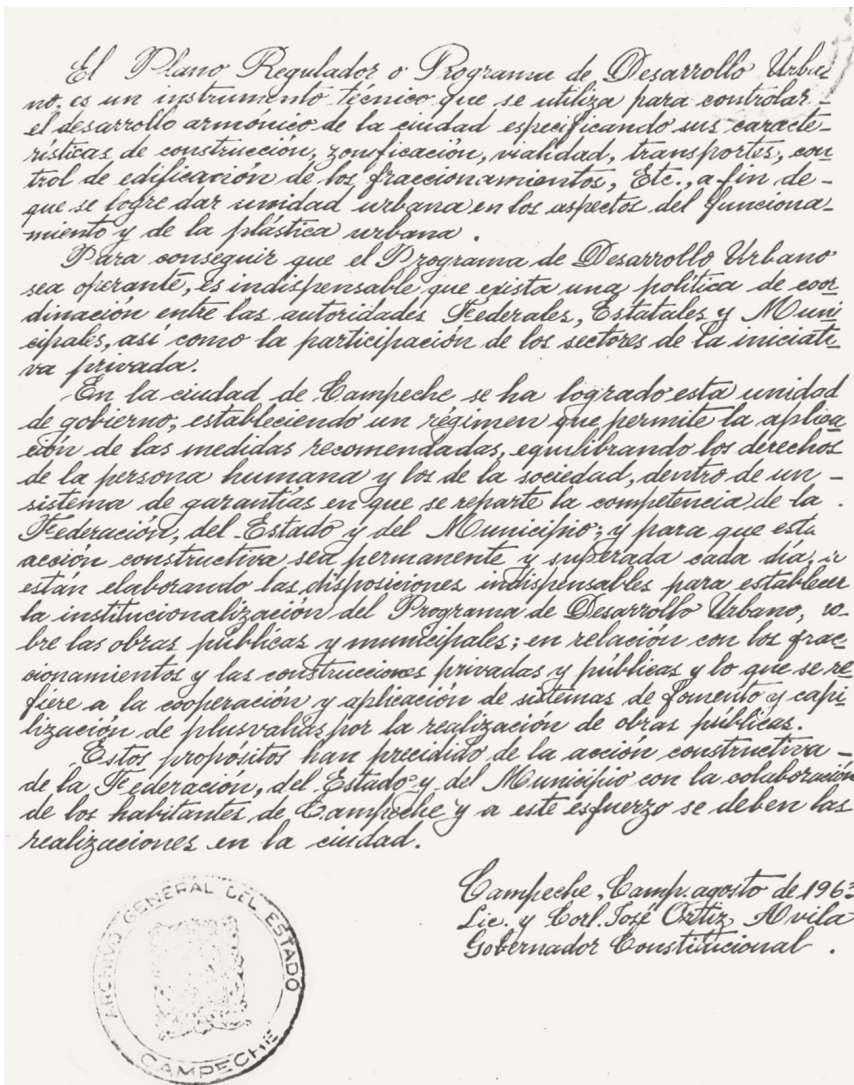 El Plano Regulador o Programa de Desarrollo Urba
no, es un instrumento técnico que se utiliza para controlar -
el desarrollo armónico de la ciudad especificando sus caracte-
rísticas de construcción, zonificación, vialidad, transportes, con
trol de edificación de los fraccionamientos, Etc., a fin de -
que se logre dar unidad urbana en los aspectos del funciona-
miento y de la plástica urbana.
Para conseguir que el Programa de Desarrollo Urbano
sea operante, es indispensable que exista una política de coor
dinación entre las autoridades Federales, Estatales y Muni
cipales, así como la participación de los sectores de la iniciati-
va privada.
En la ciudad de Campeche se ha logrado esta unidad
de gobierno, estableciendo un régimen que permite la aplica
ción de las medidas recomendadas, equilibrando los derechos
de la persona humana y los de la sociedad, dentro de un -
sistema de garantías en que se reparte la competencia de la
Federación, del Estado y del Municipio; y para que esta
acción constructiva sea permanente y superada cada día,
están elaborando las disposiciones indispensables para establecer
la institucionalización del Programa de Desarrollo Urbano, so-
bre las obras públicas y municipales; en relación con los frac-
cionamientos y las construcciones privadas y públicas y lo que se re
fiere a la cooperación y aplicación de sistemas de fomento y capi
lización de plusvalías por la realización de obras públicas.
Estos propósitos han precidido de la acción constructiva -
de la Federación, del Estado y del Municipio con la colaboración
de los habitantes de Campeche y a este esfuerzo se deben las
realizaciones en la ciudad.
Campeche, Camp. agosto de 1963
Lic. y Corl. José Ortiz Avila
Gobernador Constitucional.
ARCHIVO GENERAL DEL ESTADO
CAMPECHE